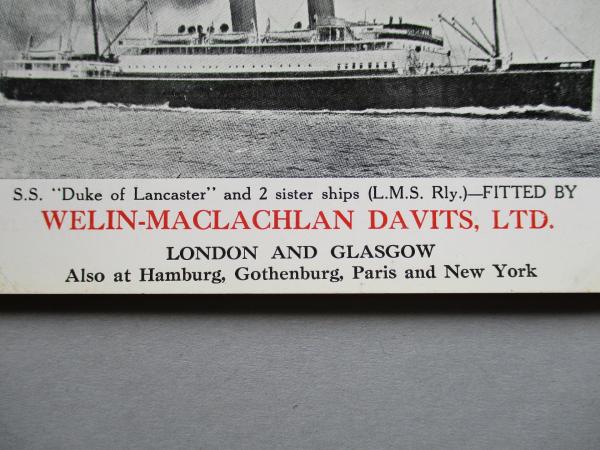 S.S. "Duke of Lancaster" and 2 sister ships (L.M.S. Rly.)—FITTED BY
WELIN-MACLACHLAN DAVITS, LTD.
LONDON AND GLASGOW
Also at Hamburg, Gothenburg, Paris and New York